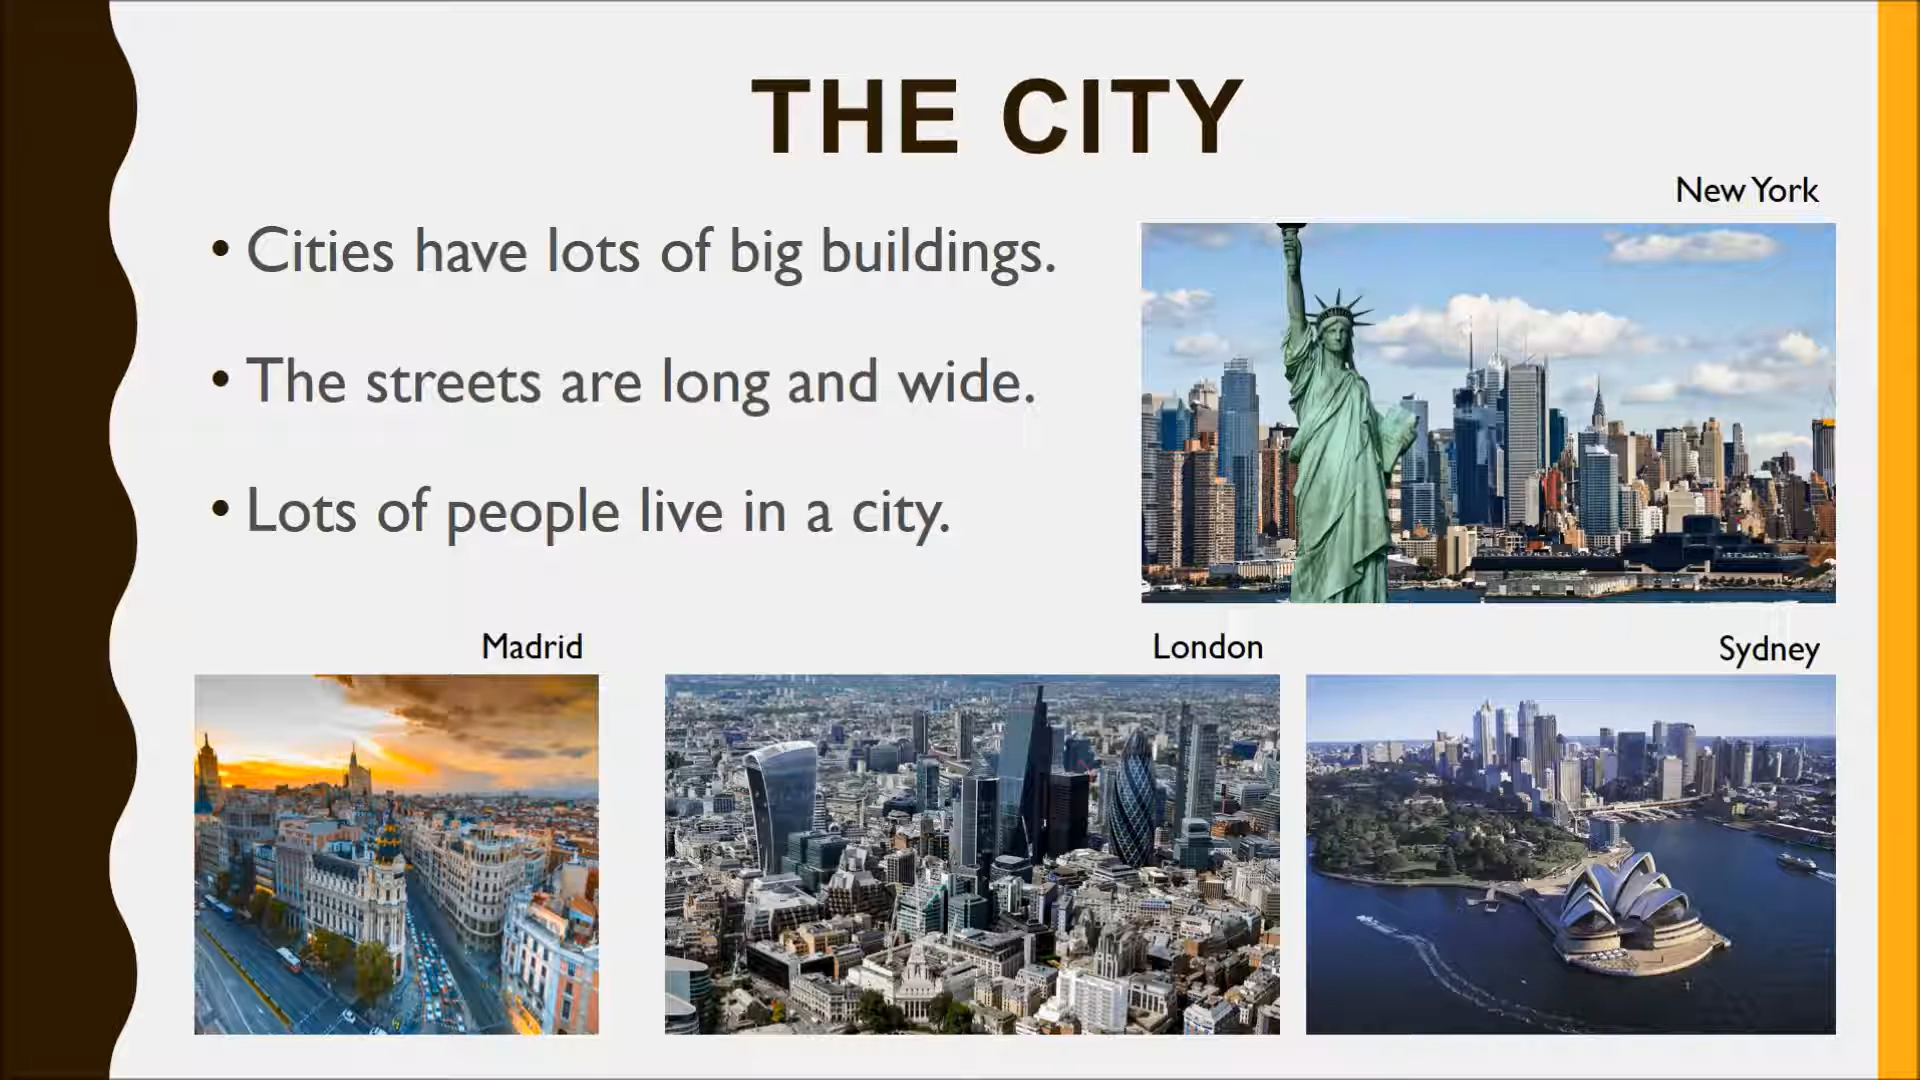 THE CITY
New York
• Cities have lots of big buildings.
• The streets are long and wide.
• Lots of people live in a city.
Madrid
London
Sydney